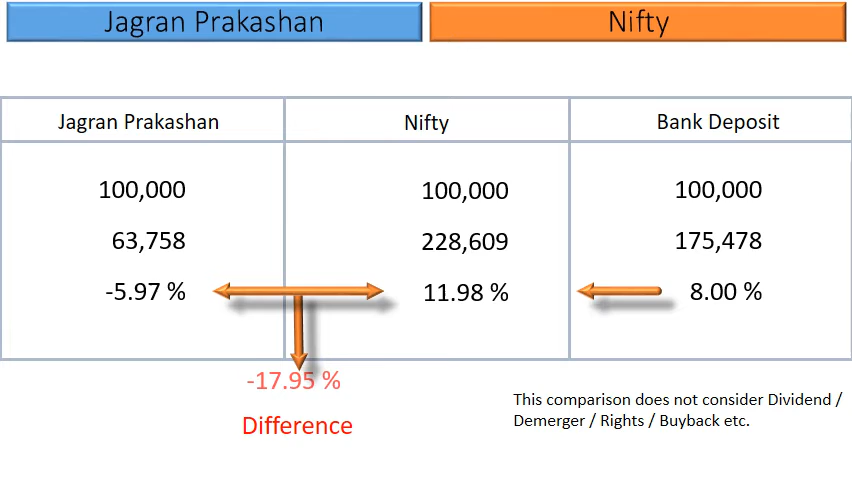 Jagran Prakashan Nifty
Jagran Prakashan Nifty Bank Deposit
100,000 100,000 100,000
63,758 228,609 175,478
-5.97 % 11.98 % 8.00 %
-17.95 %
Difference
This comparison does not consider Dividend /
Demerger / Rights / Buyback etc.